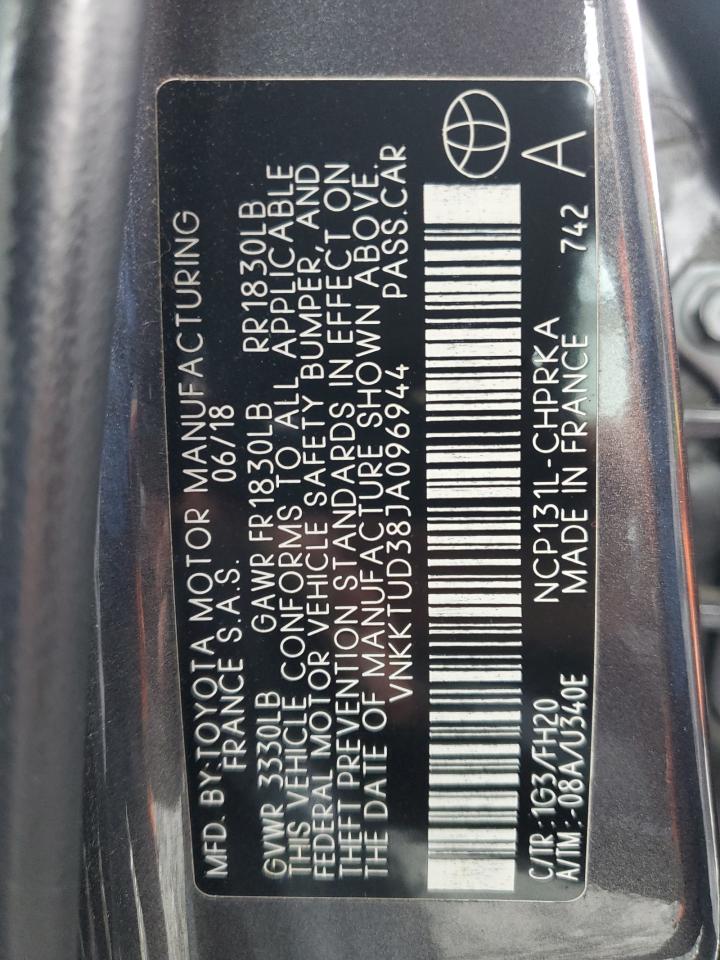 MFD. BY:TOYOTA MOTOR MANUFACTURING
FRANCE S.A.S. 06/18
GVWR 3330LB GAWR FR1830LB RR1830LB
THIS VEHICLE CONFORMS TO ALL APPLICABLE
FEDERAL MOTOR VEHICLE SAFETY BUMPER, AND
THEFT PREVENTION STANDARDS IN EFFECT ON
THE DATE OF MANUFACTURE SHOWN ABOVE.
VNKKTUD38JA096944 PASS.CAR
C/TR:1G3/FH20 NCP131L-CHPRKA A
A/TM:-08A/U340E MADE IN FRANCE 742